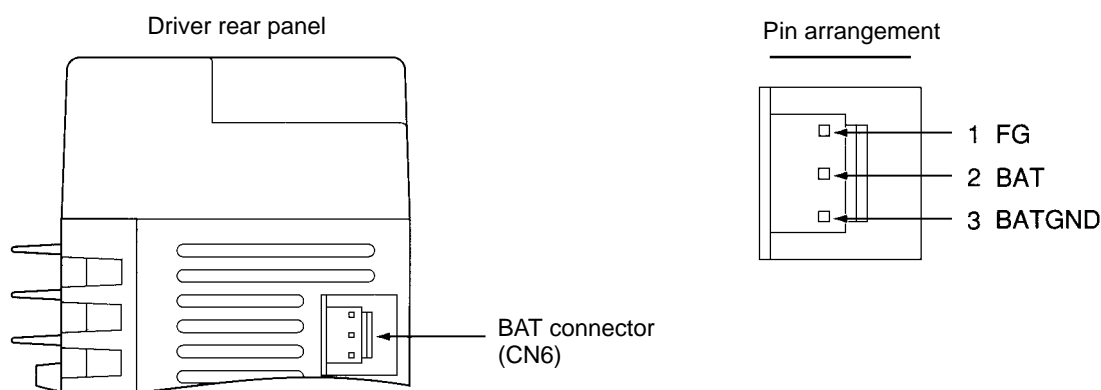 Driver rear panel
Pin arrangement
1 FG
2 BAT
3 BATGND
BAT connector
(CN6)